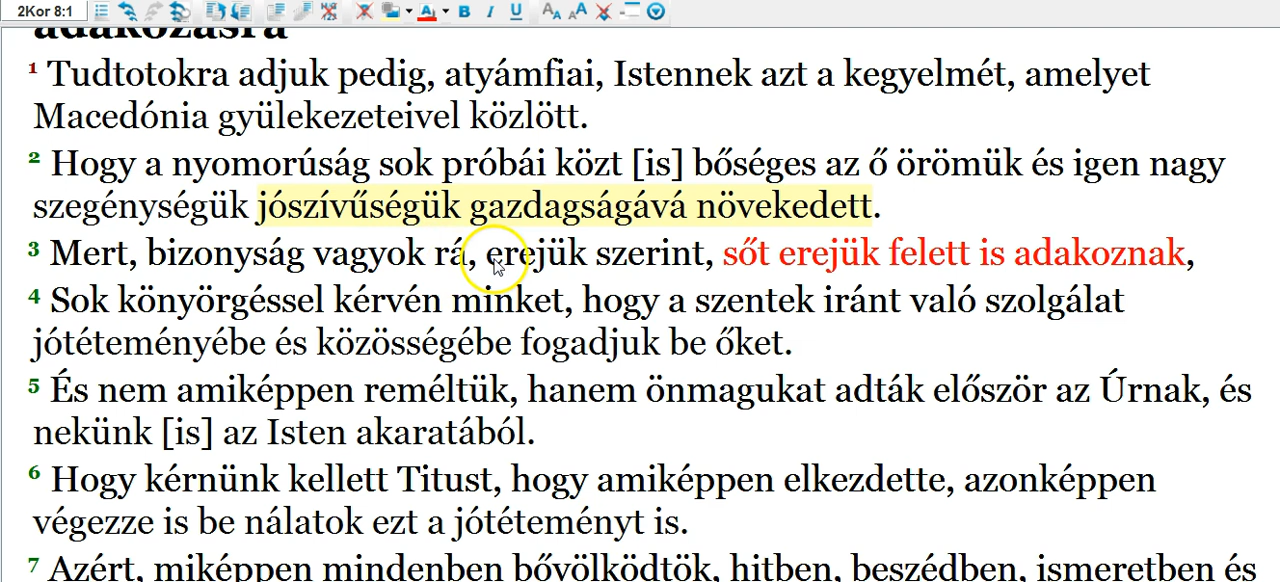 2Kor 8:1
adakozásra
1 Tudtotokra adjuk pedig, atyámfiai, Istennek azt a kegyelmét, amelyet
Macedónia gyülekezeteivel közlött.
2 Hogy a nyomorúság sok próbái közt [is] bőséges az ő örömük és igen nagy
szegénységük jószívűségük gazdagságává növekedett.
3 Mert, bizonyság vagyok rá, erejük szerint, sőt erejük felett is adakoznak,
4 Sok könyörgéssel kérvén minket, hogy a szentek iránt való szolgálat
jótéteményébe és közösségébe fogadjuk be őket.
5 És nem amiképpen reméltük, hanem önmagukat adták először az Úrnak, és
nekünk [is] az Isten akaratából.
6 Hogy kérnünk kellett Titust, hogy amiképpen elkezdette, azonképpen
végezze is be nálatok ezt a jótéteményt is.
7 Azért, miképpen mindenben bővölködtök, hitben, beszédben, ismeretben és